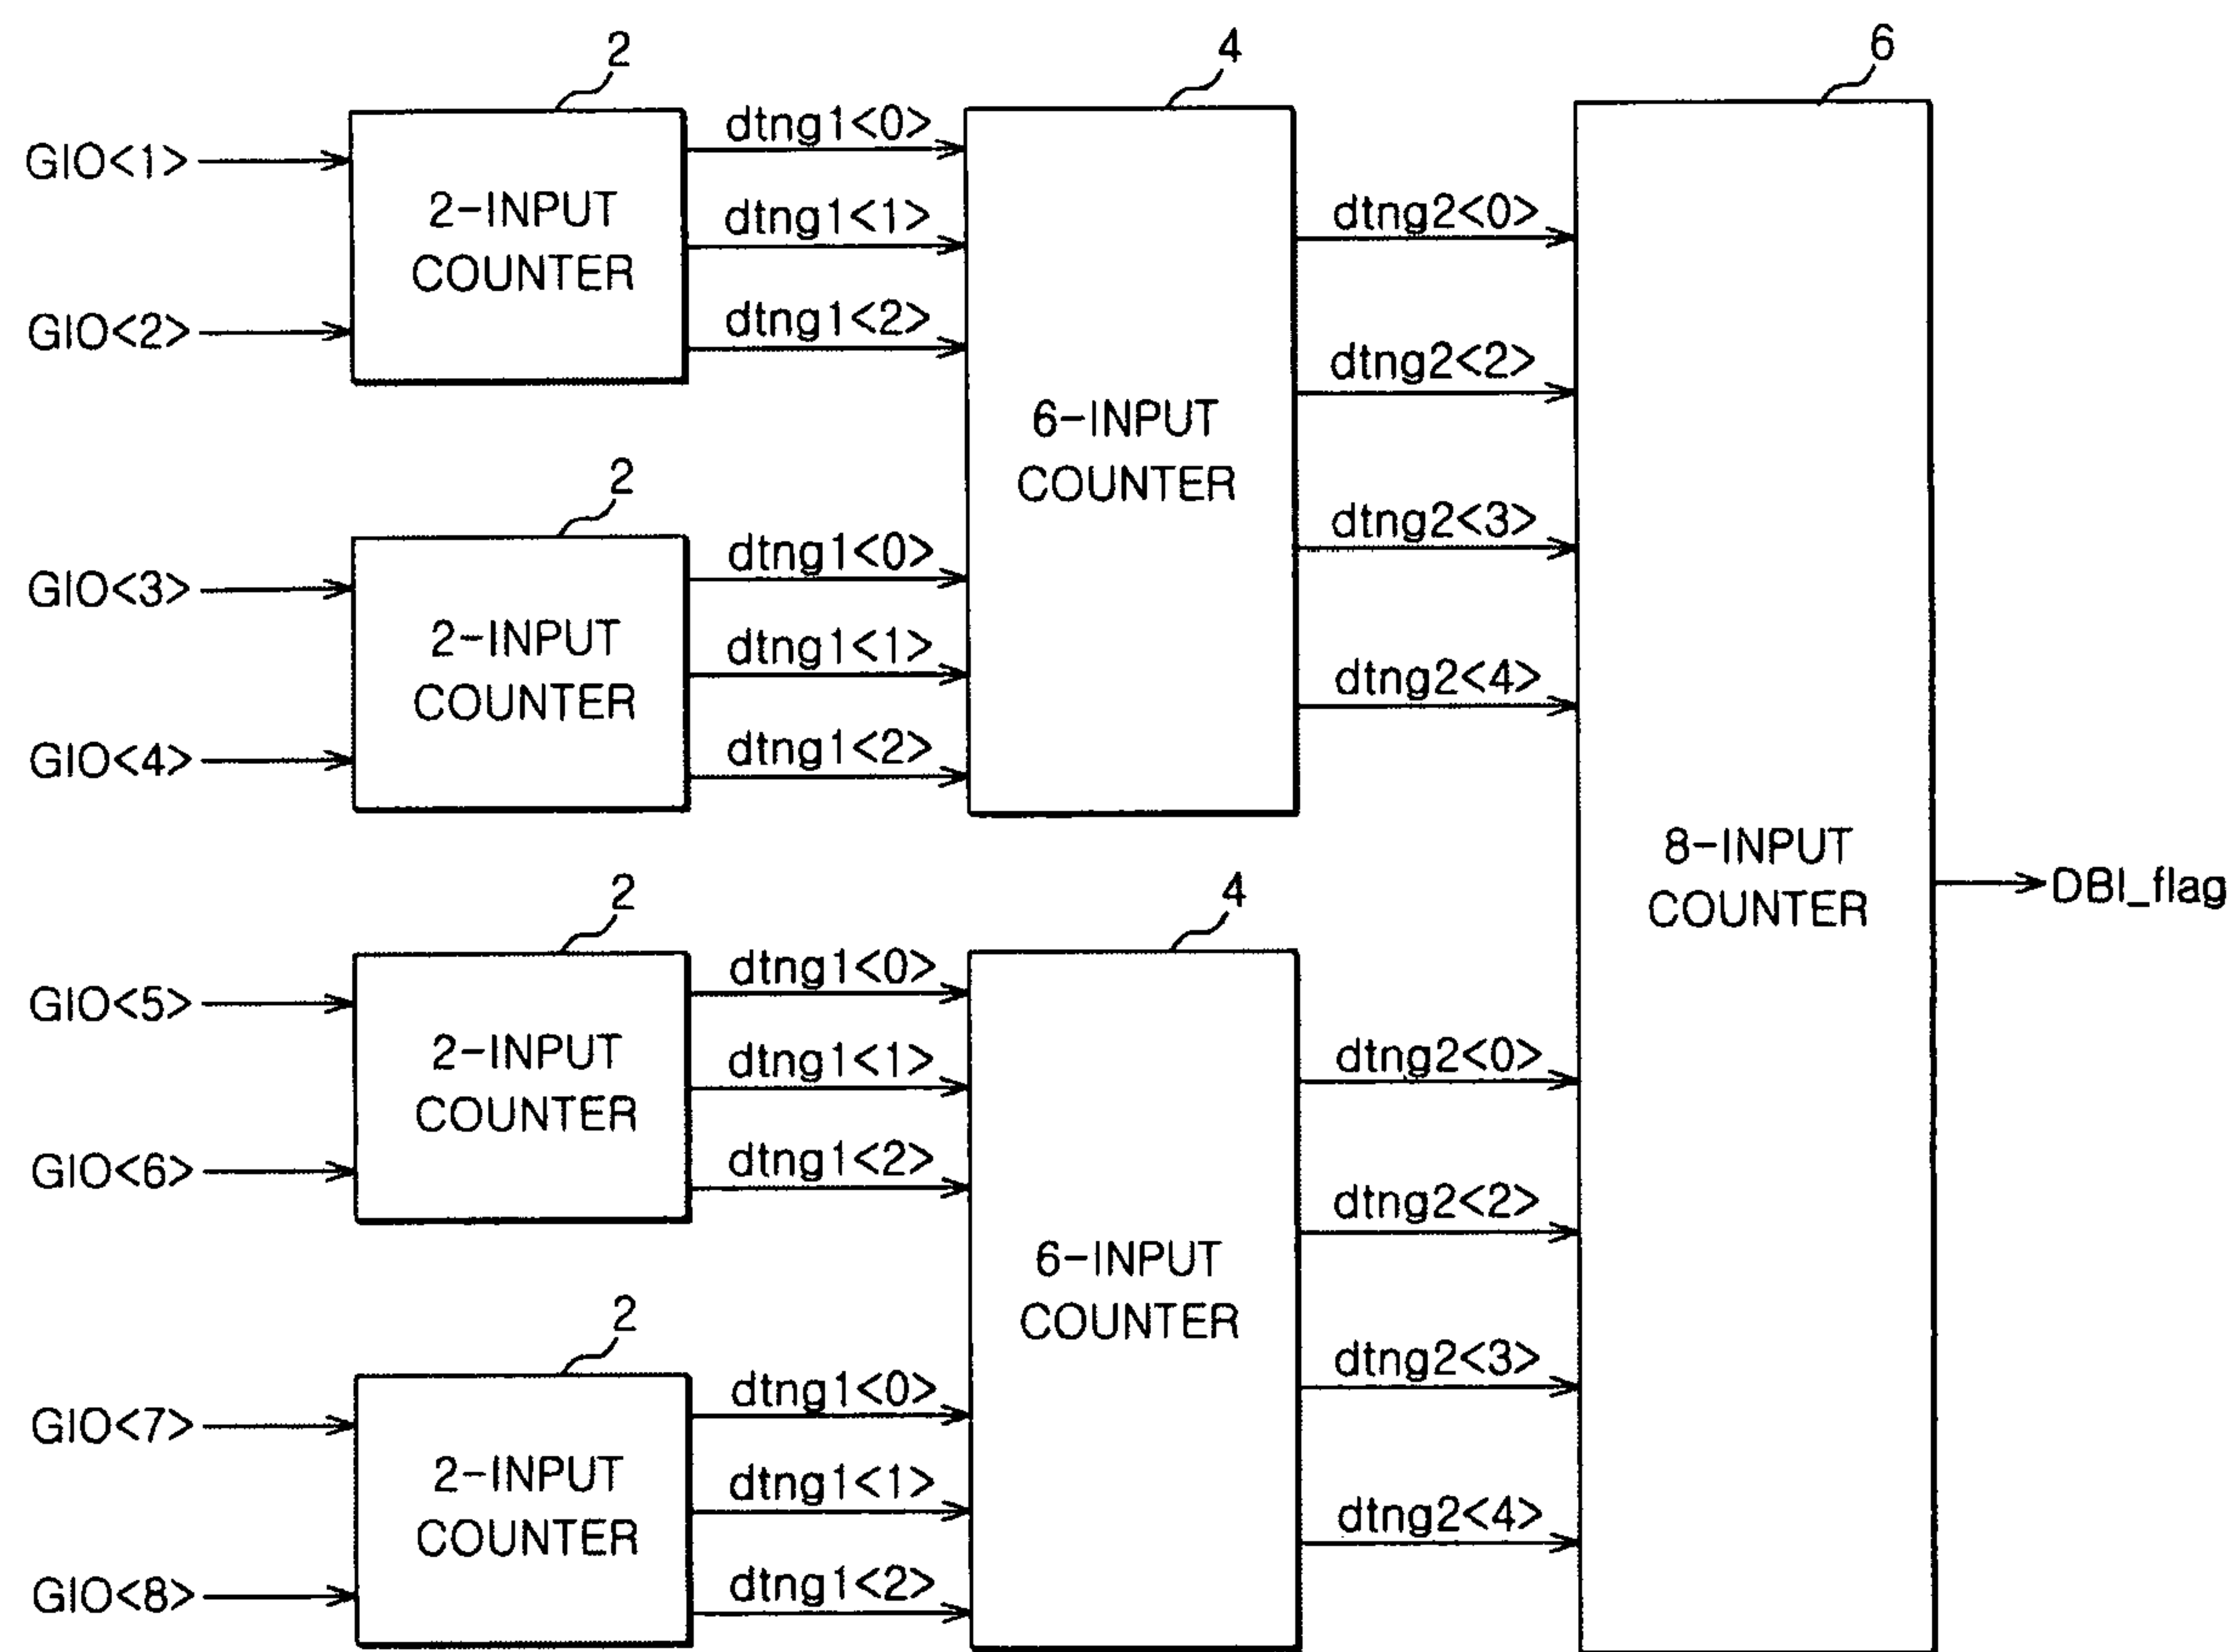 2
4
6
GIO<1>
GIO<2>
2-INPUT
COUNTER
dtng1<0>
dtng1<1>
dtng1<2>
2
GIO<3>
GIO<4>
2-INPUT
COUNTER
dtng1<0>
dtng1<1>
dtng1<2>
6-INPUT
COUNTER
dtng2<0>
dtng2<2>
dtng2<3>
dtng2<4>
2
GIO<5>
GIO<6>
2-INPUT
COUNTER
dtng1<0>
dtng1<1>
dtng1<2>
2
GIO<7>
GIO<8>
2-INPUT
COUNTER
dtng1<0>
dtng1<1>
dtng1<2>
4
6-INPUT
COUNTER
dtng2<0>
dtng2<2>
dtng2<3>
dtng2<4>
8-INPUT
COUNTER
DBI_flag